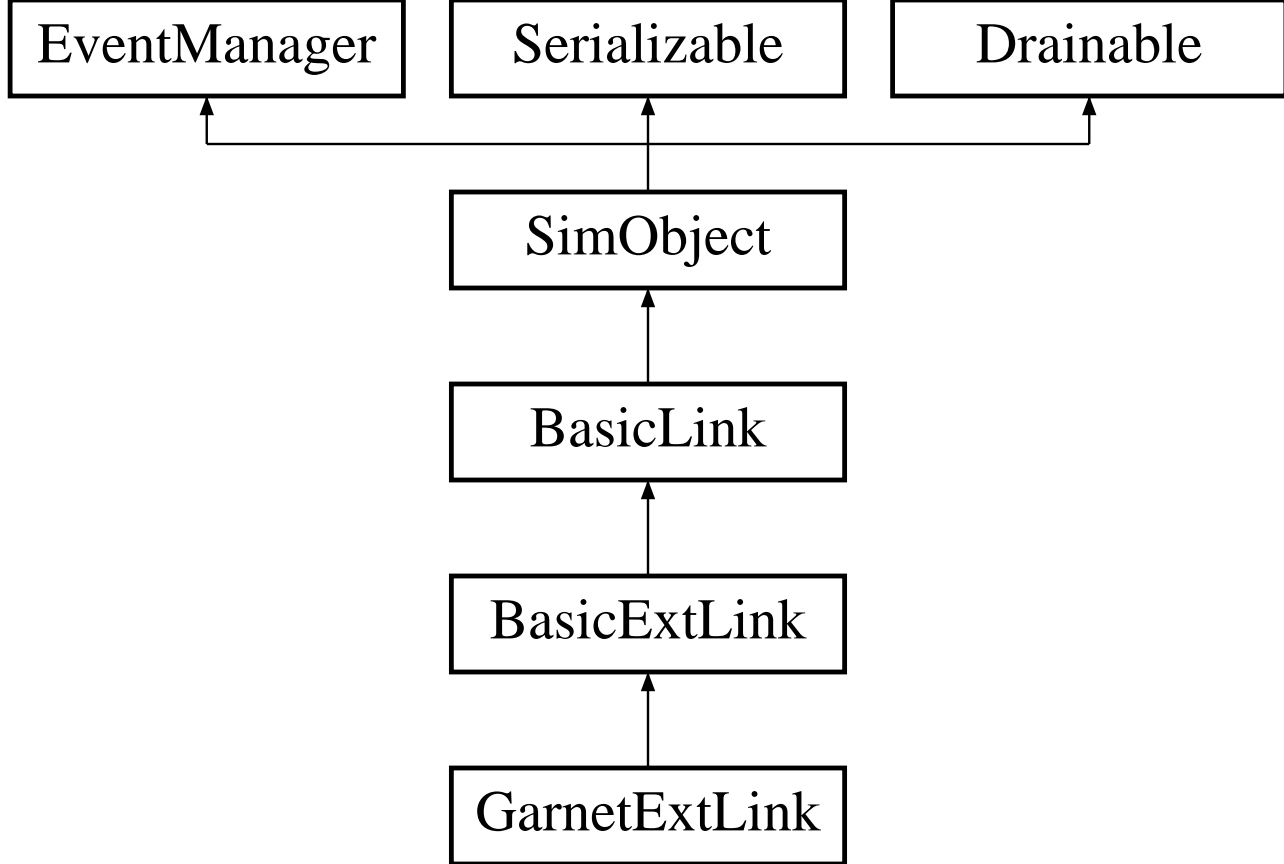 EventManager
Serializable
Drainable
SimObject
BasicLink
BasicExtLink
GarnetExtLink